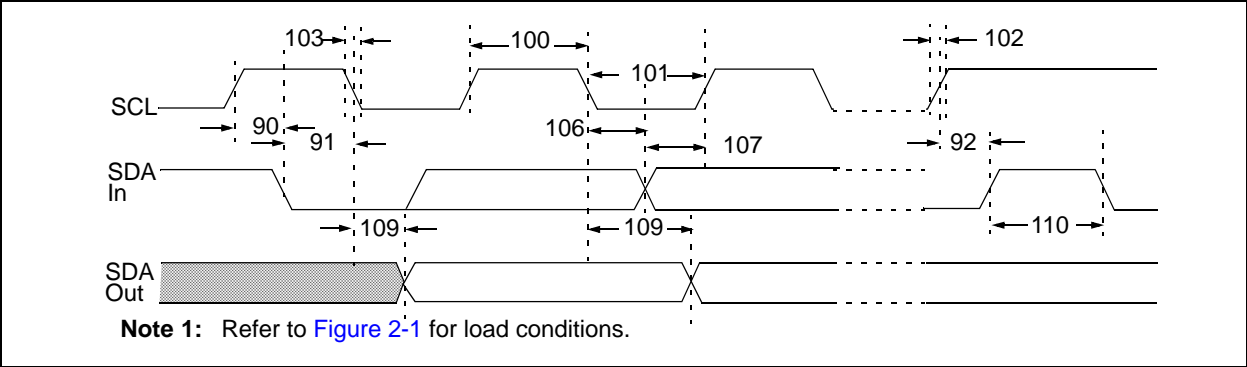 103
100
101
102
SCL
90
91
106
107
92
SDA
In
109
109
110
SDA
Out
Note 1: Refer to Figure 2-1 for load conditions.